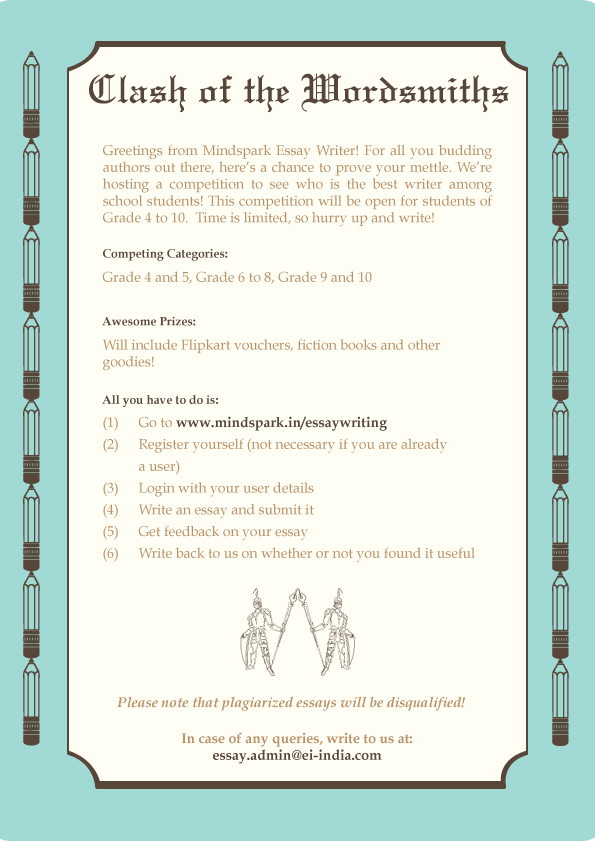 Clash of the Wordsmiths
Greetings from Mindspark Essay Writer! For all you budding
authors out there, here's a chance to prove your mettle. We're
hosting a competition to see who is the best writer among
school students! This competition will be open for students of
Grade 4 to 10.  Time is limited, so hurry up and write!
Competing Categories:
Grade 4 and 5, Grade 6 to 8, Grade 9 and 10
Awesome Prizes:
Will include Flipkart vouchers, fiction books and other
goodies!
All you have to do is:
(1) Go to www.mindspark.in/essaywriting
(2) Register yourself (not necessary if you are already
a user)
(3) Login with your user details
(4) Write an essay and submit it
(5) Get feedback on your essay
(6) Write back to us on whether or not you found it useful
Please note that plagiarized essays will be disqualified!
In case of any queries, write to us at:
essay.admin@ei-india.com